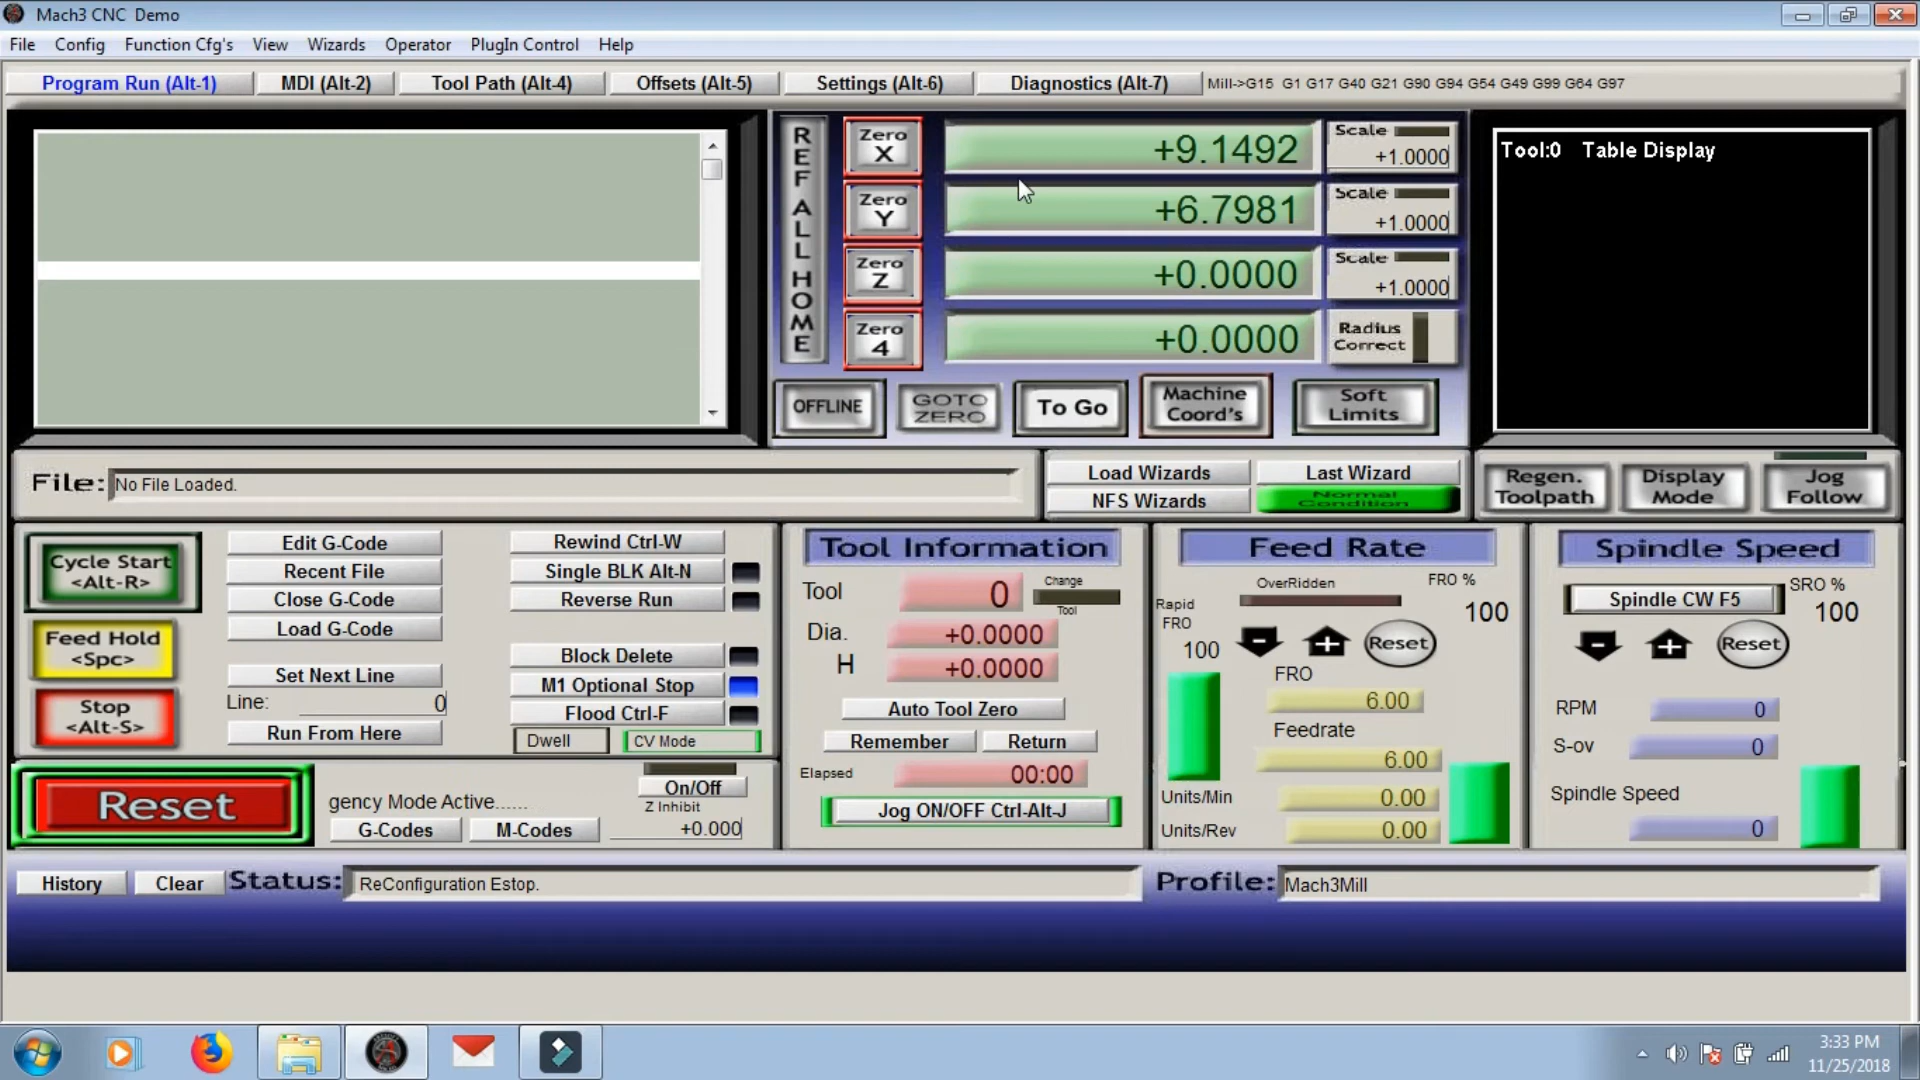 Mach3 CNC  Demo
File Config Function Cfg's View Wizards Operator PlugIn Control Help
Program Run (Alt-1) MDI (Alt-2) Tool Path (Alt-4) Offsets (Alt-5) Settings (Alt-6) Diagnostics (Alt-7) Mill->G15  G1 G17 G40 G21 G90 G94 G54 G49 G99 G64 G97
REF ALL HOME
Zero X +9.1492 Scale +1.0000
Zero Y +6.7981 Scale +1.0000
Zero Z +0.0000 Scale +1.0000
Zero 4 +0.0000 Radius Correct
OFFLINE GOTO ZERO To Go Machine Coord's Soft Limits
Tool:0 Table Display
File: No File Loaded.
Load Wizards Last Wizard
NFS Wizards Normal Condition
Regen. Toolpath Display Mode Jog Follow
Cycle Start <Alt-R>
Feed Hold <Spc>
Stop <Alt-S>
Edit G-Code
Recent File
Close G-Code
Load G-Code
Set Next Line
Line: 0
Run From Here
Rewind Ctrl-W
Single BLK Alt-N
Reverse Run
Block Delete
M1 Optional Stop
Flood Ctrl-F
Dwell CV Mode
Reset
gency Mode Active......
G-Codes M-Codes
On/Off
Z Inhibit
+0.000
Tool Information
Tool 0 Change Tool
Dia. +0.0000
H +0.0000
Auto Tool Zero
Remember Return
Elapsed 00:00
Jog ON/OFF Ctrl-Alt-J
Feed Rate
OverRidden FRO %
100
Rapid FRO
100
Reset
FRO
6.00
Feedrate
6.00
Units/Min 0.00
Units/Rev 0.00
Spindle Speed
Spindle CW F5 SRO %
100
Reset
RPM 0
S-ov 0
Spindle Speed
0
History Clear Status: ReConfiguration Estop. Profile: Mach3Mill
3:33 PM
11/25/2018